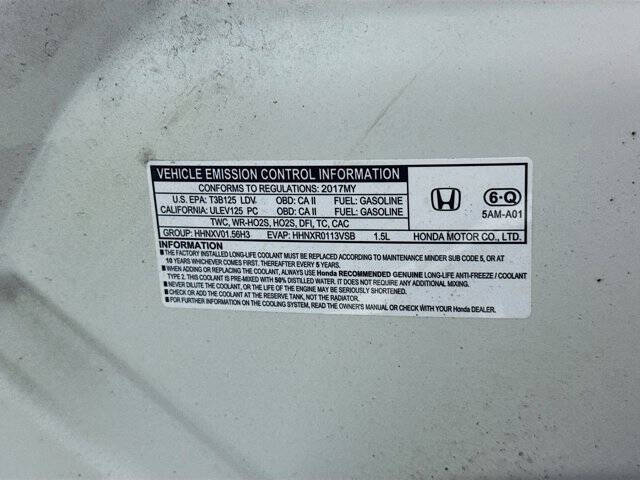 VEHICLE EMISSION CONTROL INFORMATION
CONFORMS TO REGULATIONS: 2017MY
U.S. EPA: T3B125 LDV OBD: CA II FUEL: GASOLINE
CALIFORNIA: ULEV125 PC OBD: CA II FUEL: GASOLINE
TWC, WR-HO2S, HO2S, DFI, TC, CAC
GROUP: HHNXV01.56H3 EVAP: HHNXR0113VSB 1.5L HONDA MOTOR CO., LTD.
6-Q
5AM-A01
INFORMATION
■ THE FACTORY INSTALLED LONG-LIFE COOLANT MUST BE REPLACED ACCORDING TO MAINTENANCE MINDER SUB CODE 5, OR AT
10 YEARS WHICHEVER COMES FIRST. THEREAFTER EVERY 5 YEARS.
■ WHEN ADDING OR REPLACING THE COOLANT, ALWAYS USE Honda RECOMMENDED GENUINE LONG-LIFE ANTI-FREEZE / COOLANT
TYPE 2. THIS COOLANT IS PRE-MIXED WITH 50% DISTILLED WATER. IT DOES NOT REQUIRE ANY ADDITIONAL MIXING.
■ NEVER DILUTE THE COOLANT, OR THE LIFE OF THE ENGINE MAY BE SERIOUSLY SHORTENED.
■ CHECK AND ADD THE COOLANT AT THE RESERVE TANK, NOT THE RADIATOR.
■ FOR FURTHER INFORMATION ON THE COOLING SYSTEM, READ THE OWNER'S MANUAL OR CHECK WITH YOUR Honda DEALER.